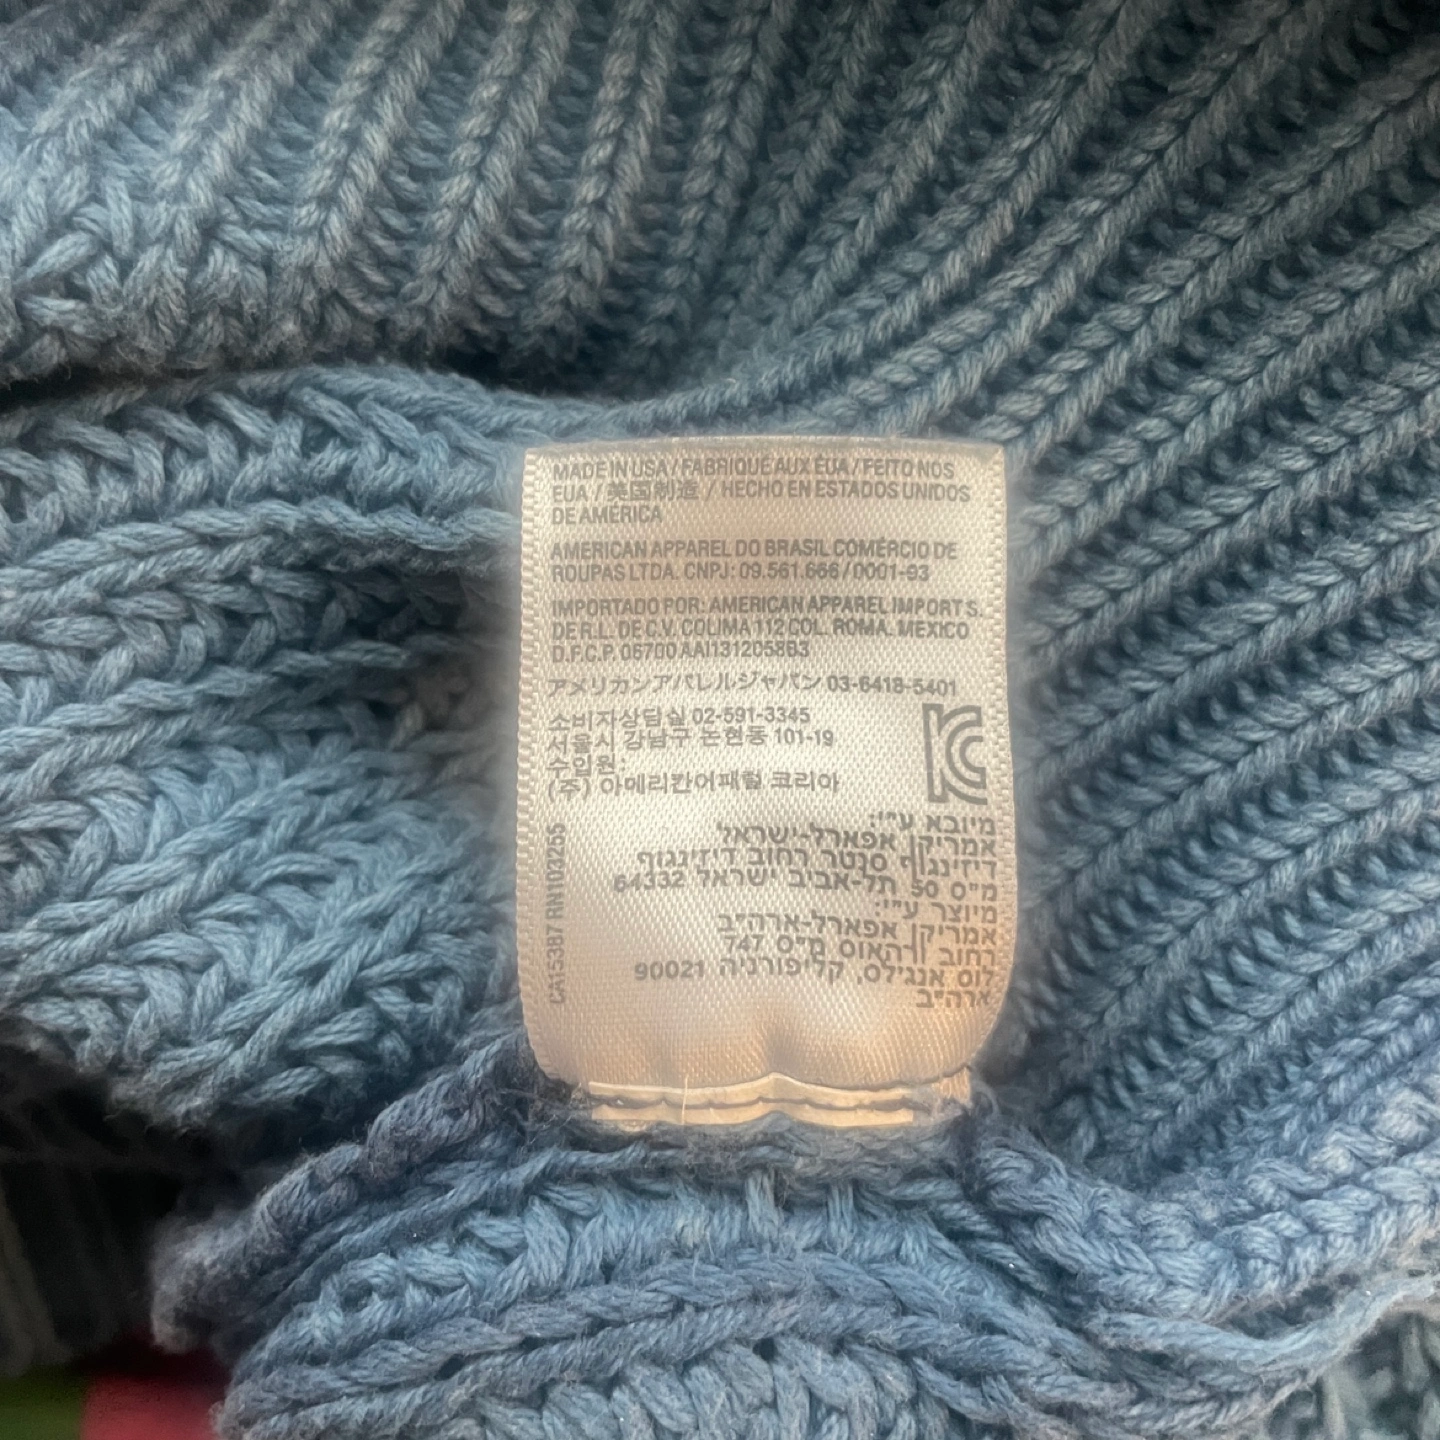 MADE IN USA / FABRIQUÉ AUX ÉUA / FEITO NOS
EUA / 美国制造 / HECHO EN ESTADOS UNIDOS
DE AMÉRICA
AMERICAN APPAREL DO BRASIL COMÉRCIO DE
ROUPAS LTDA. CNPJ: 09.561.666 / 0001-93
IMPORTADO POR: AMERICAN APPAREL IMPORT S.
DE R.L. DE C.V. COLIMA 112 COL. ROMA. MEXICO
D.F.C.P. 06700 AAI1312058B3
アメリカンアパレルジャパン 03-6418-5401
소비자상담실 02-591-3345
서울시 강남구 논현동 101-19
수입원:
(주) 아메리칸어패럴 코리아
מיובא ע"י:
אמריקן אפארל-ישראל
דיזינגוף סנטר רחוב דיזינגוף
מ"ס 50 תל-אביב ישראל 64332
מיוצר ע"י:
אמריקן אפארל-ארה"ב
רחוב וורהאוס מ"ס 747
לוס אנג'לס, קליפורניה 90021
ארה"ב
CA15387 RN103255